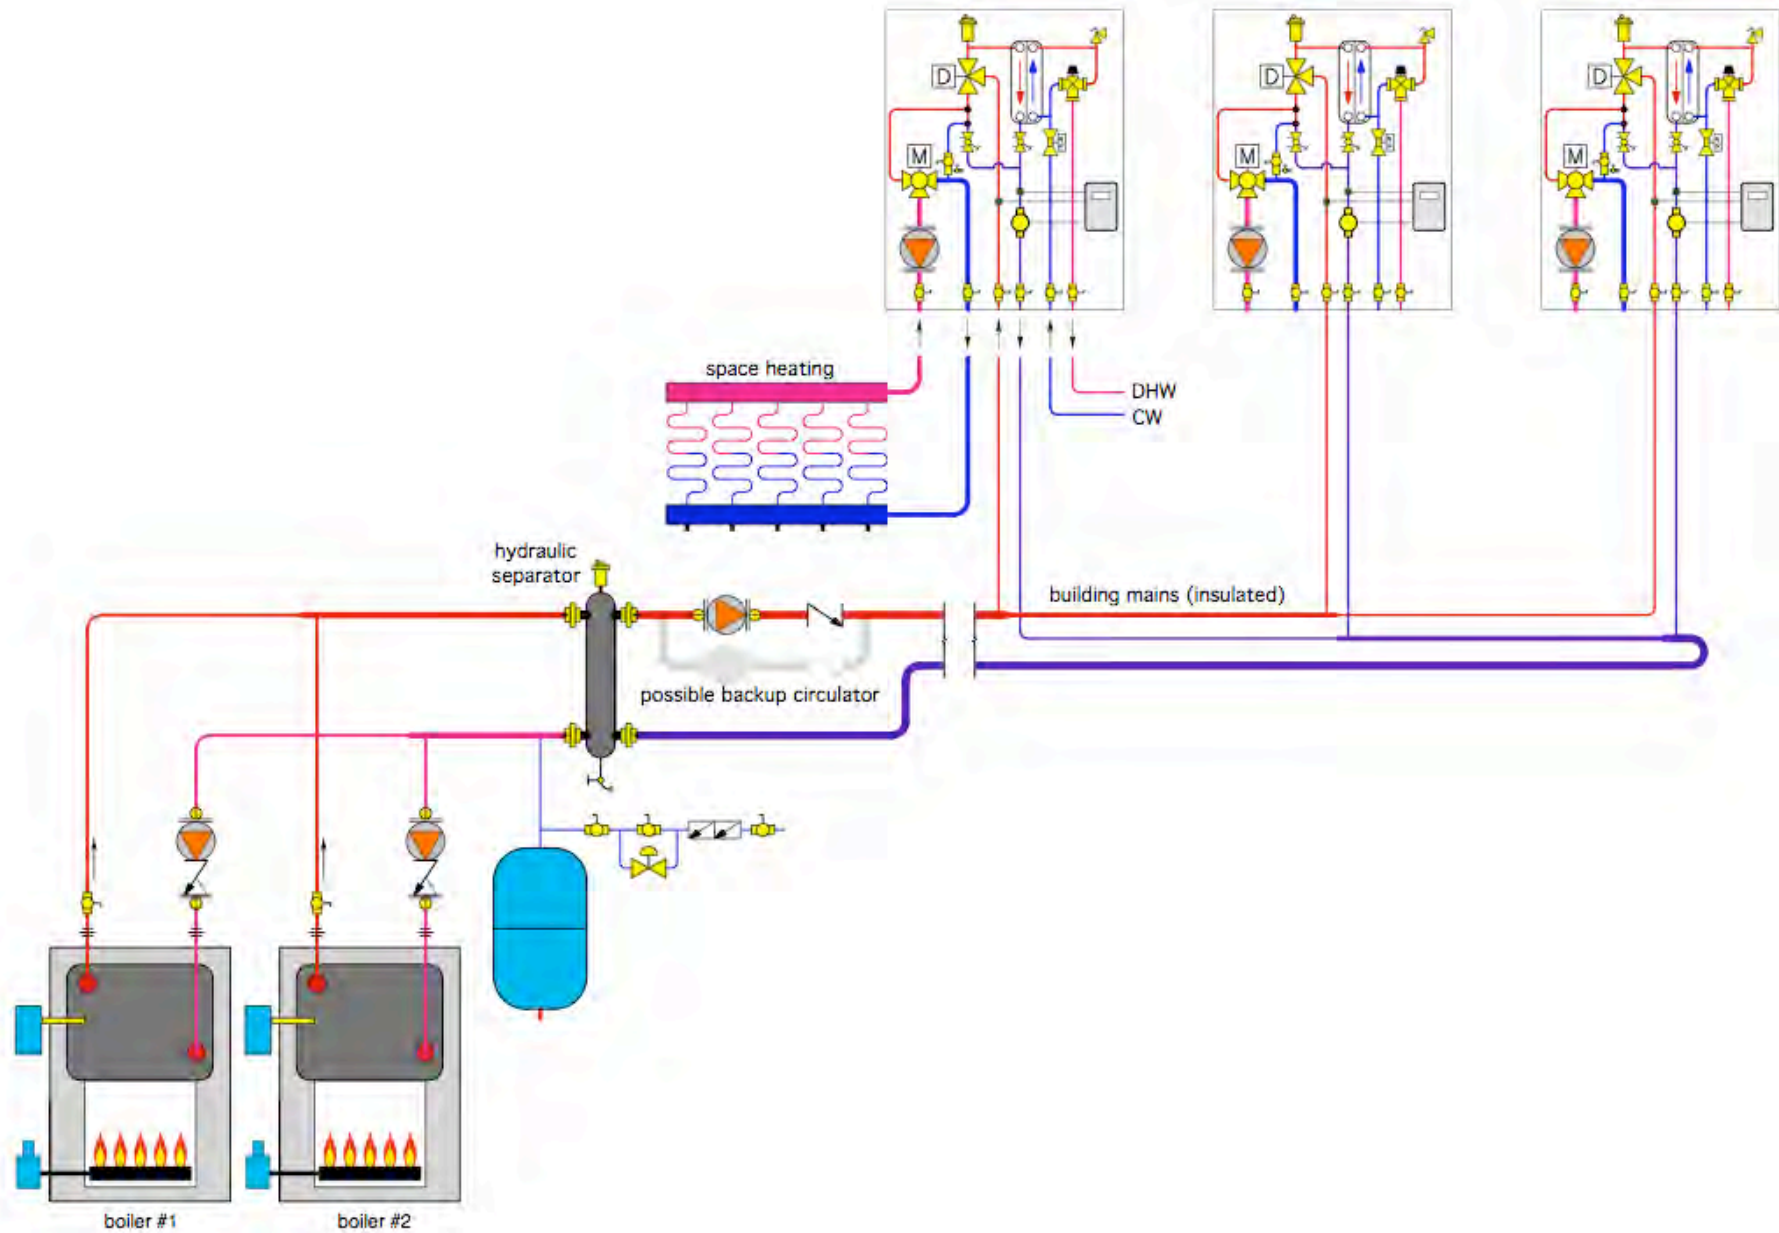 D
D
D
M
M
M
space heating
DHW
CW
hydraulic
separator
building mains (insulated)
possible backup circulator
boiler #1
boiler #2